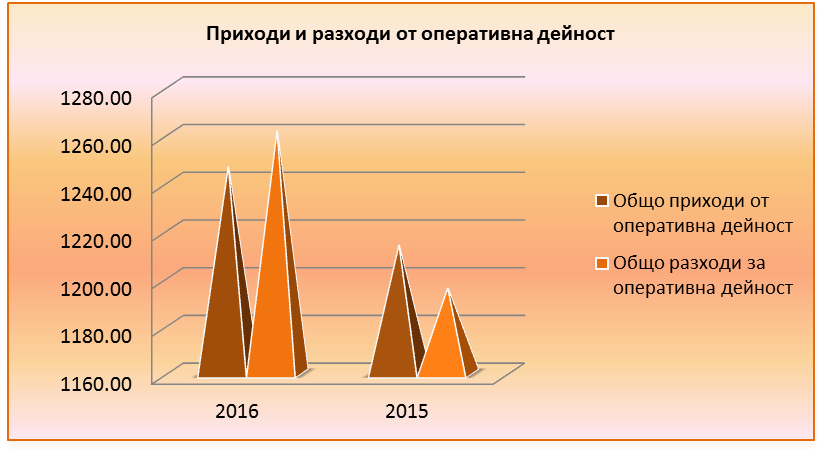 Приходи и разходи от оперативна дейност
1280.00
1260.00
1240.00
1220.00
1200.00
1180.00
1160.00
2016
2015
Общо приходи от
оперативна дейност
Общо разходи за
оперативна дейност